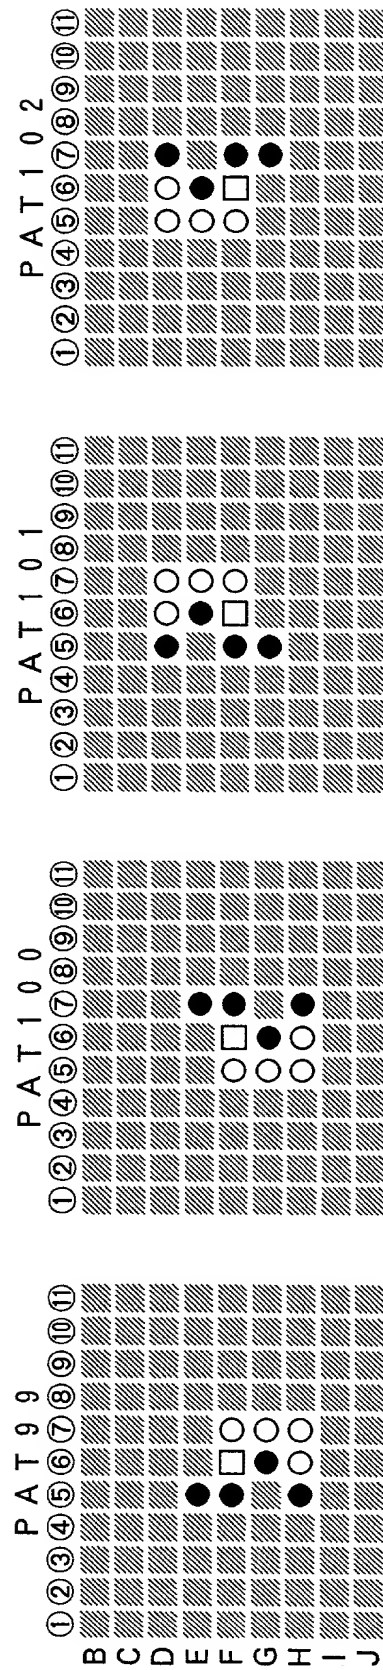 PAT99
①②③④⑤⑥⑦⑧⑨⑩⑪
B
C
D
E
F
G
H
I
J
PAT100
①②③④⑤⑥⑦⑧⑨⑩⑪
PAT101
①②③④⑤⑥⑦⑧⑨⑩⑪
PAT102
①②③④⑤⑥⑦⑧⑨⑩⑪